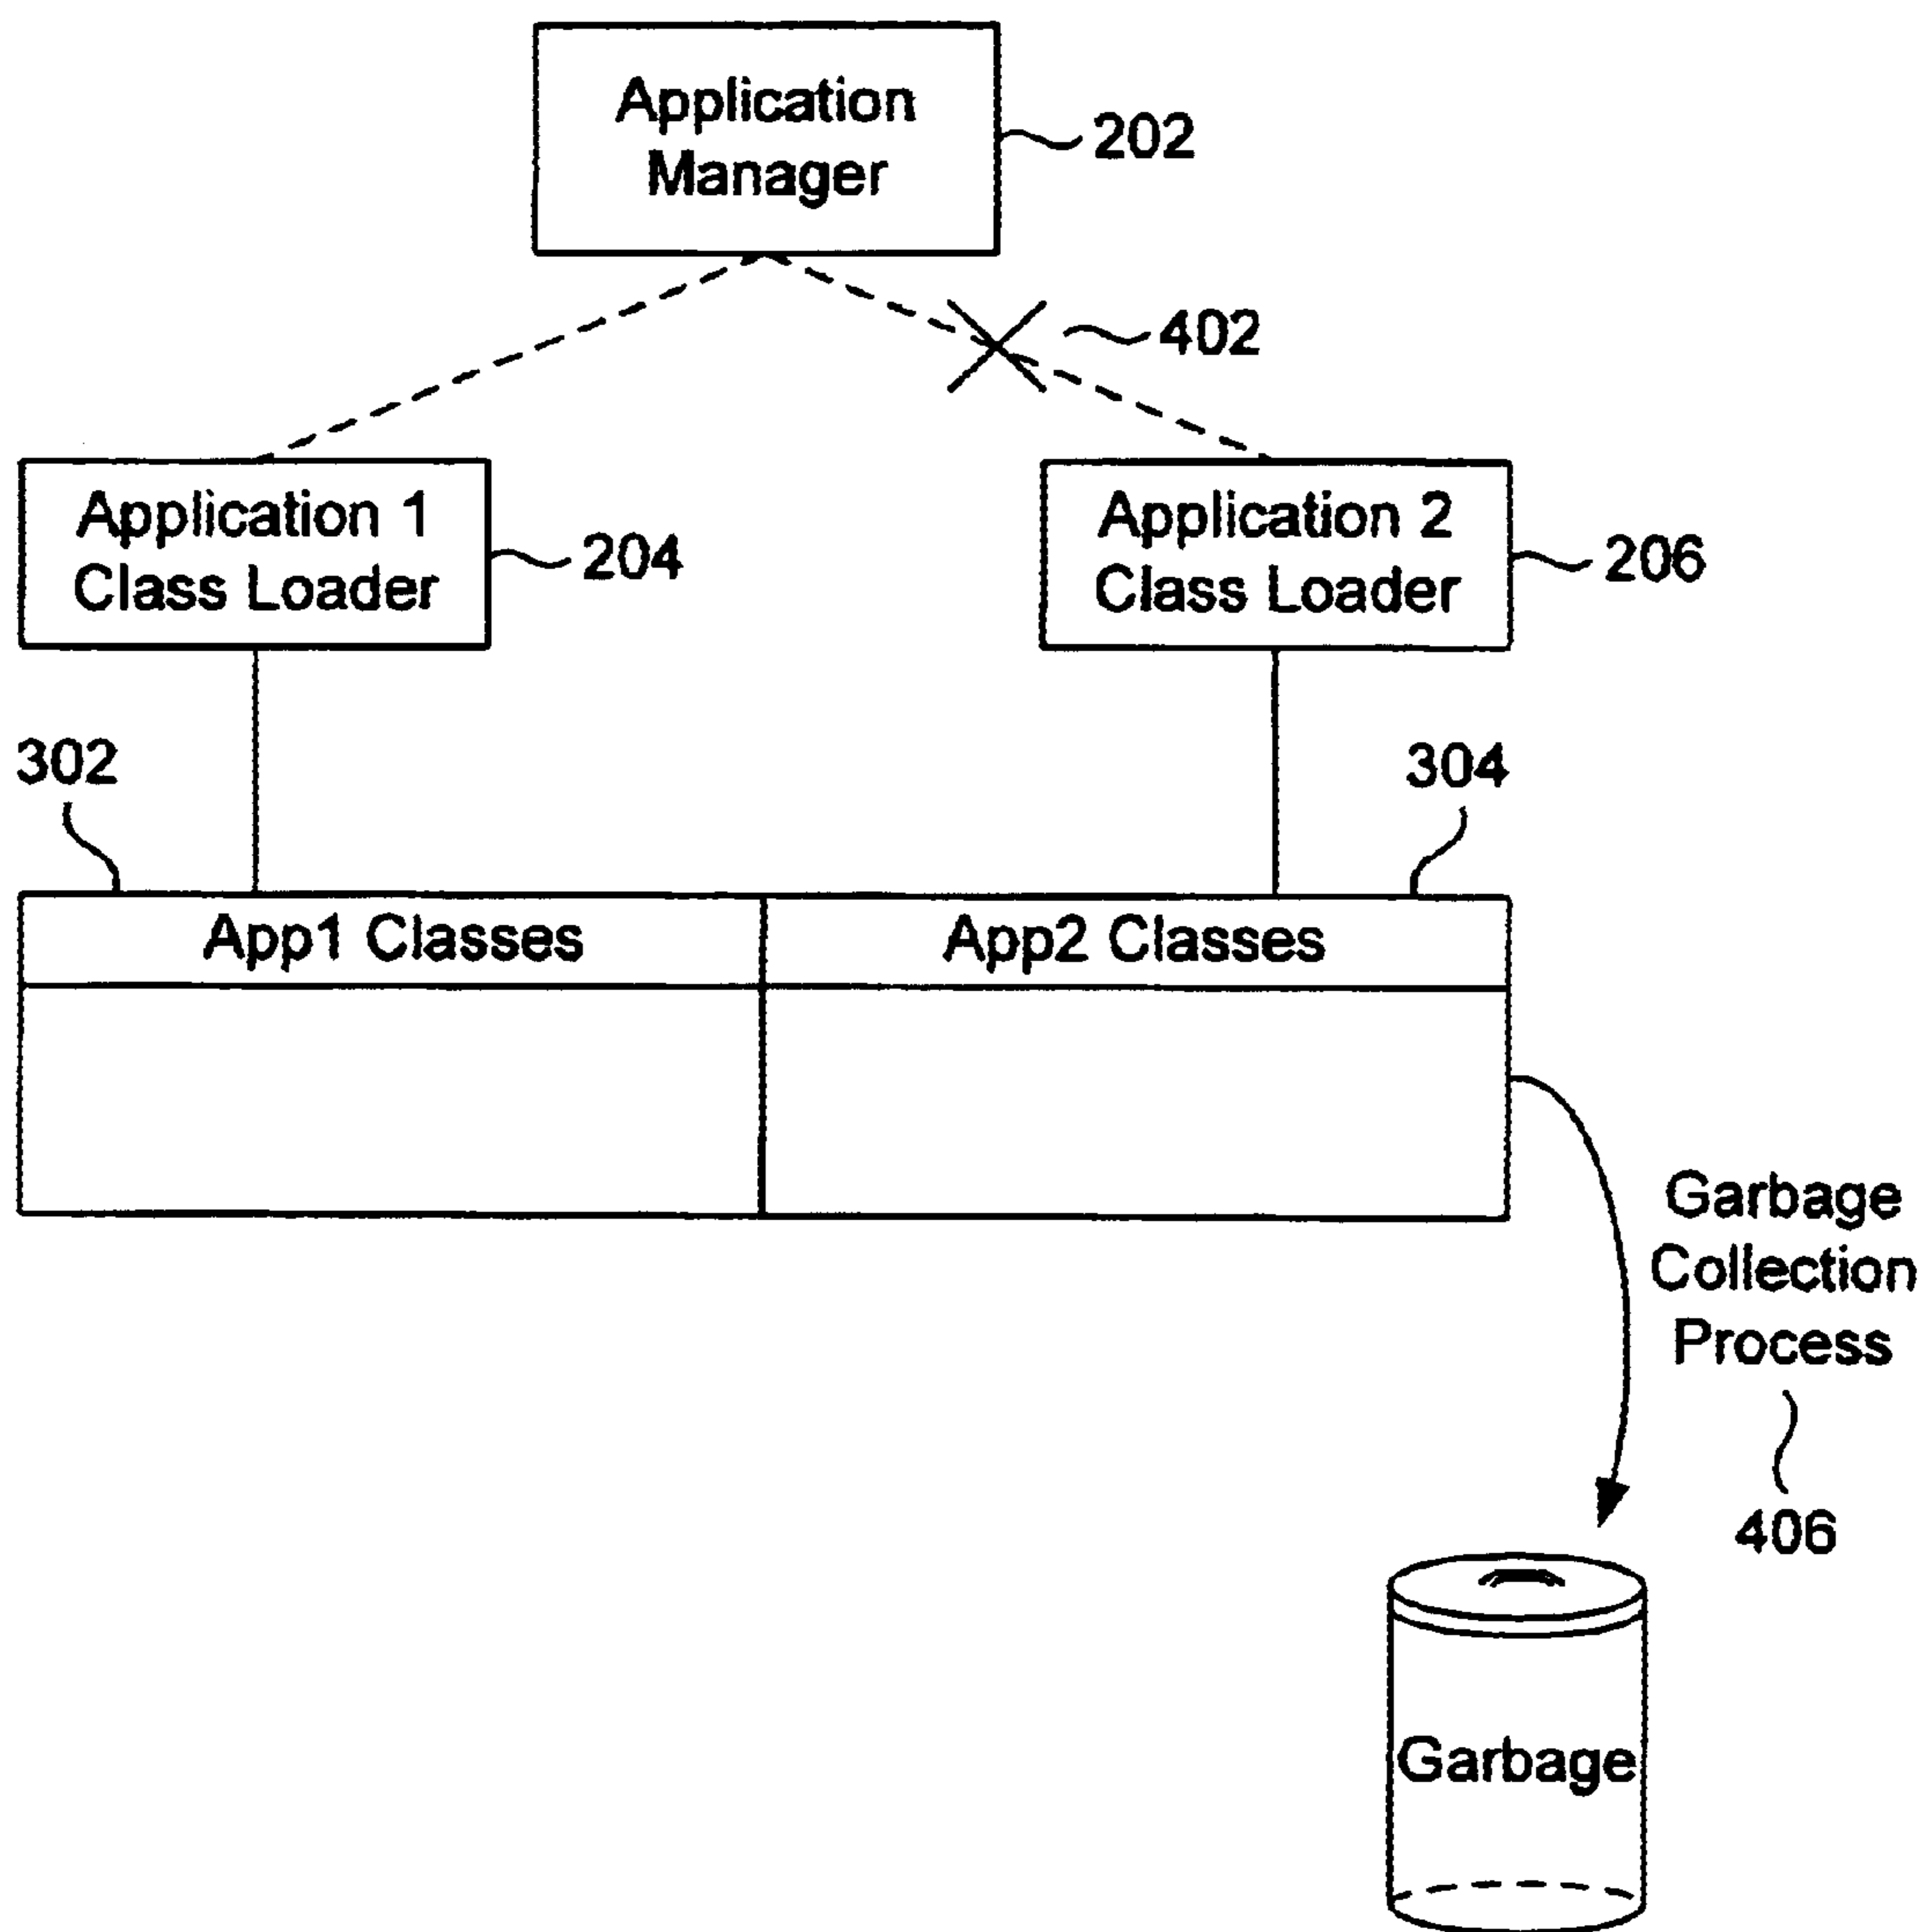 Application
Manager
202
402
Application 1
Class Loader
204
Application 2
Class Loader
206
302
304
App1 Classes
App2 Classes
Garbage
Collection
Process
406
Garbage